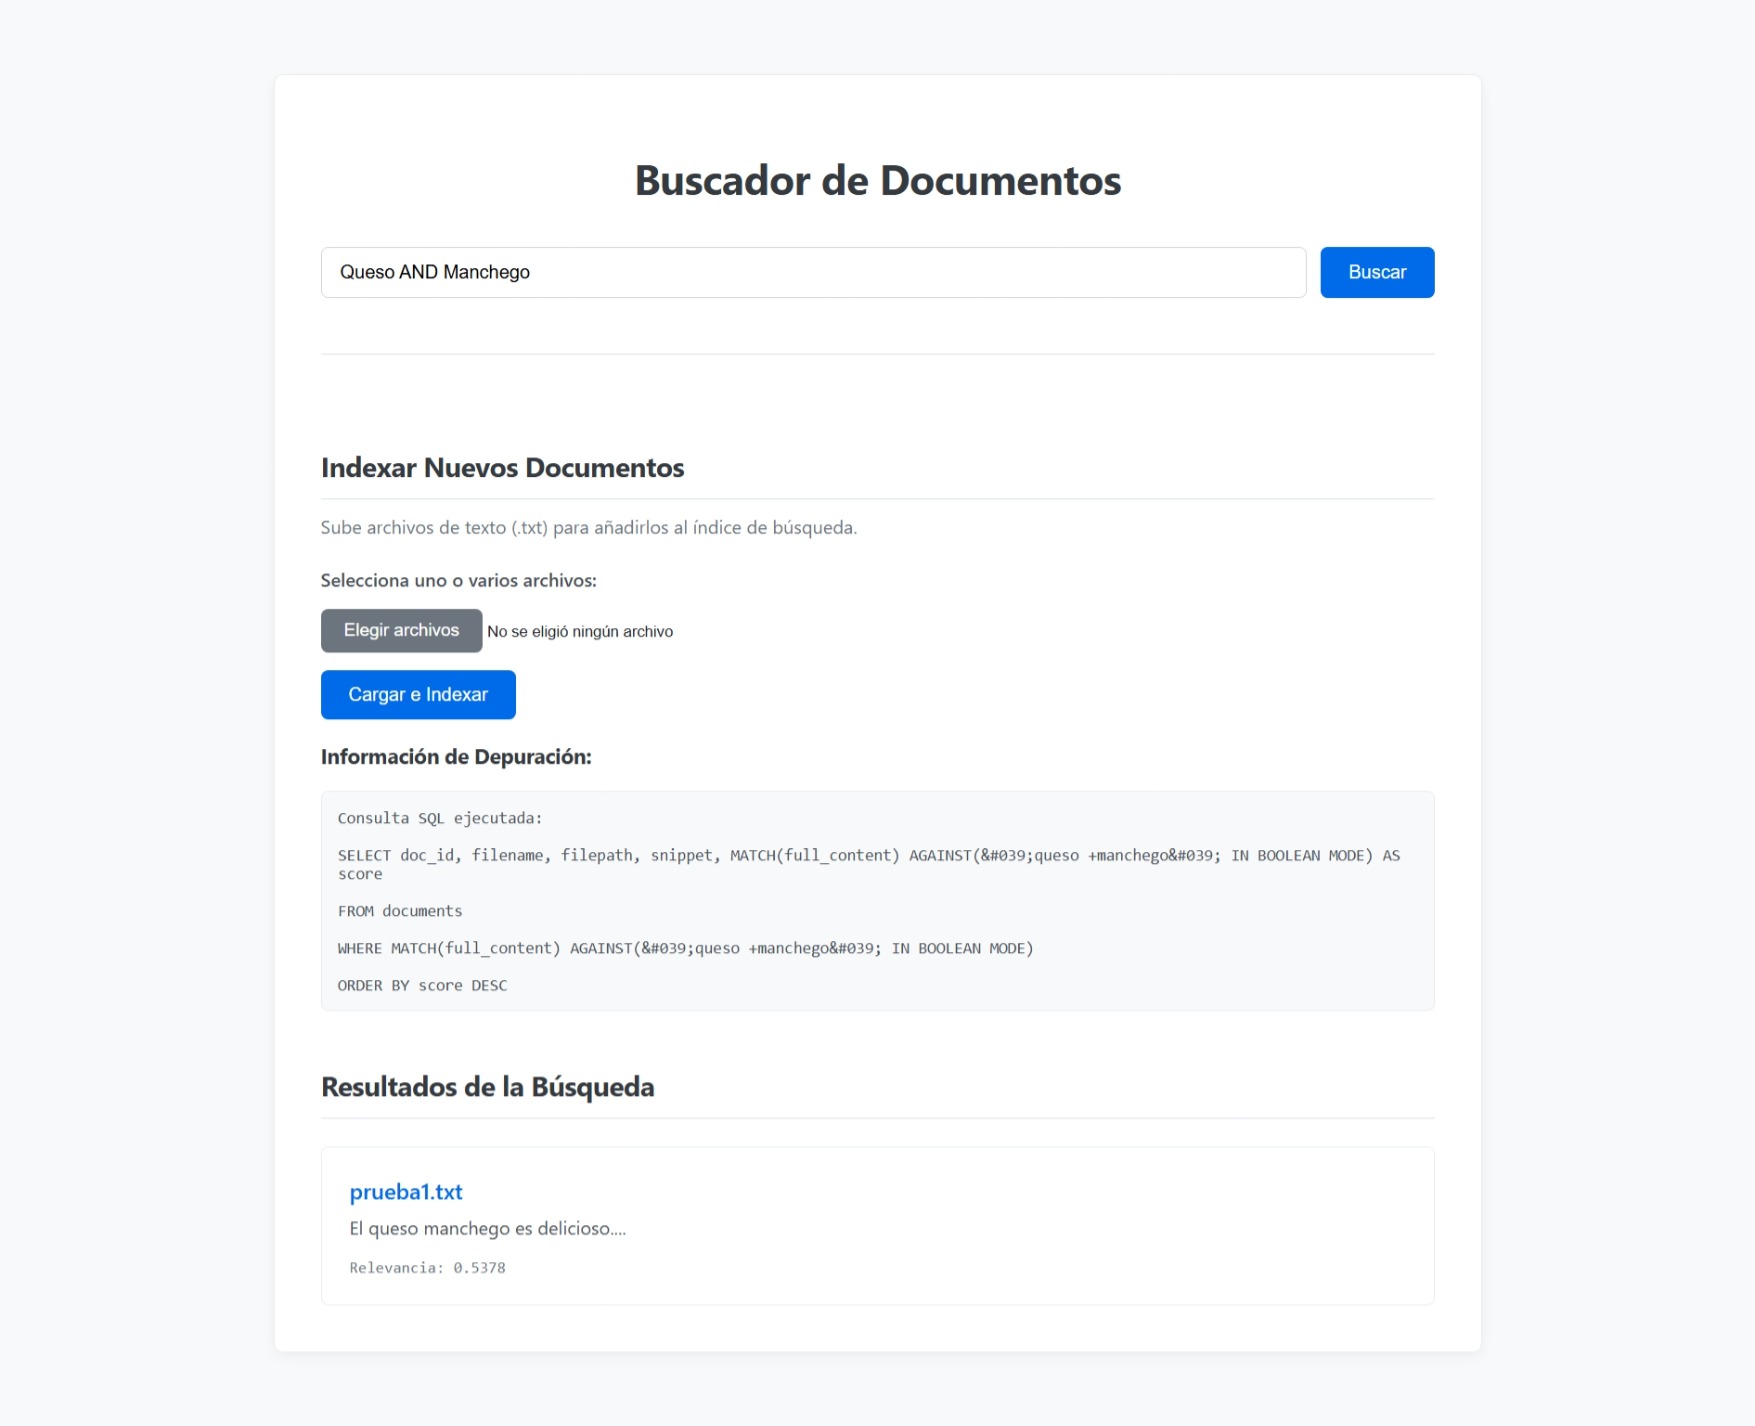 Buscador de Documentos
Queso AND Manchego
Buscar
Indexar Nuevos Documentos
Sube archivos de texto (.txt) para añadirlos al índice de búsqueda.
Selecciona uno o varios archivos:
Elegir archivos No se eligió ningún archivo
Cargar e Indexar
Información de Depuración:
Consulta SQL ejecutada:
SELECT doc_id, filename, filepath, snippet, MATCH(full_content) AGAINST(&#039;queso +manchego&#039; IN BOOLEAN MODE) AS
score
FROM documents
WHERE MATCH(full_content) AGAINST(&#039;queso +manchego&#039; IN BOOLEAN MODE)
ORDER BY score DESC
Resultados de la Búsqueda
prueba1.txt
El queso manchego es delicioso....
Relevancia: 0.5378